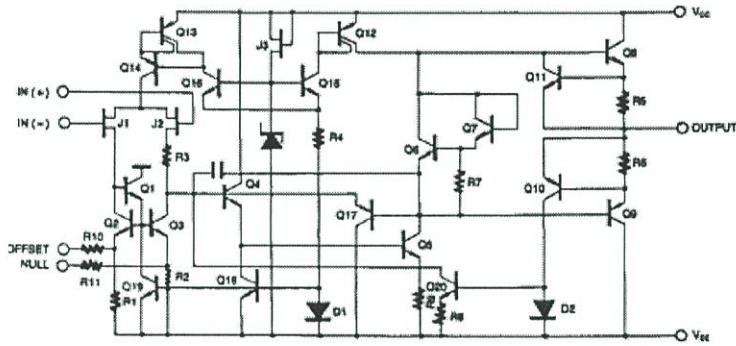 Q13
Q12
VCC
J3
Q8
Q14
Q16
Q15
Q11
IN(+)
R5
IN(-)
J1
J2
R4
Q7
OUTPUT
Q6
R3
R6
R7
Q1
Q4
Q10
Q2
Q3
Q17
Q9
Q5
R10
OFFSET
NULL
R2
R11
Q19
Q18
Q20
R1
D1
R8
D2
VEE